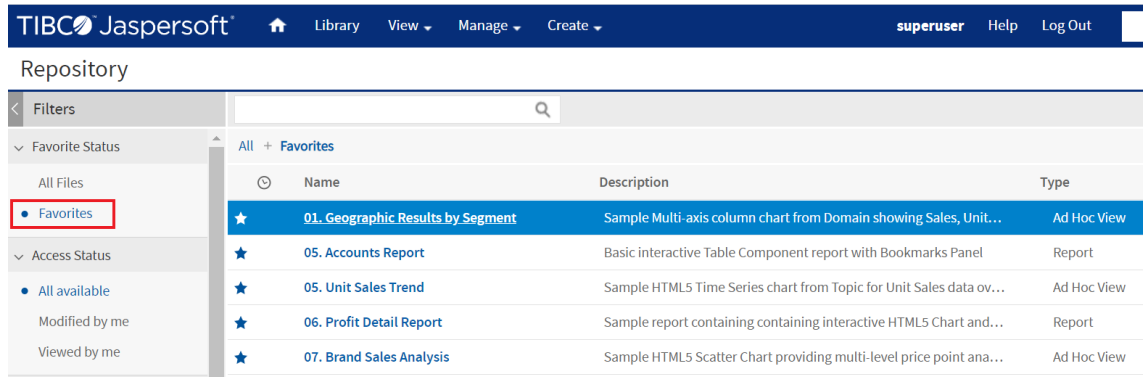 TIBCO Jaspersoft® Library View Manage Create superuser Help Log Out
Repository
Filters
Favorite Status
All + Favorites
All Files
Name Description Type
Favorites
01. Geographic Results by Segment Sample Multi-axis column chart from Domain showing Sales, Unit... Ad Hoc View
Access Status
05. Accounts Report Basic interactive Table Component report with Bookmarks Panel Report
All available
05. Unit Sales Trend Sample HTML5 Time Series chart from Topic for Unit Sales data ov... Ad Hoc View
Modified by me
06. Profit Detail Report Sample report containing containing interactive HTML5 Chart and... Report
Viewed by me
07. Brand Sales Analysis Sample HTML5 Scatter Chart providing multi-level price point ana... Ad Hoc View